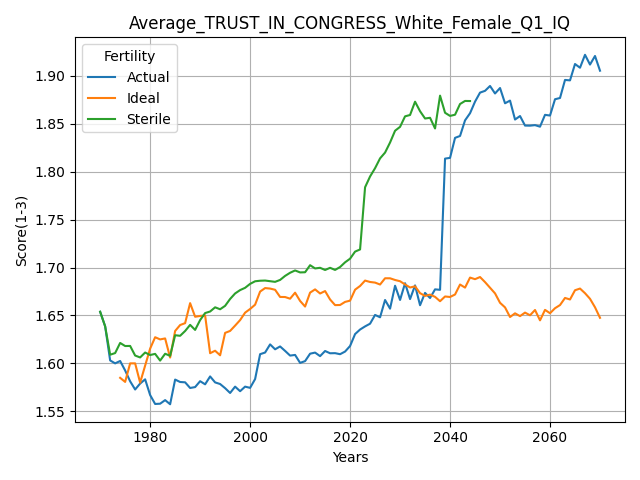 Average_TRUST_IN_CONGRESS_White_Female_Q1_IQ
Fertility
Actual
Ideal
Sterile
Score(1-3)
1.90
1.85
1.80
1.75
1.70
1.65
1.60
1.55
1980
2000
2020
2040
2060
Years